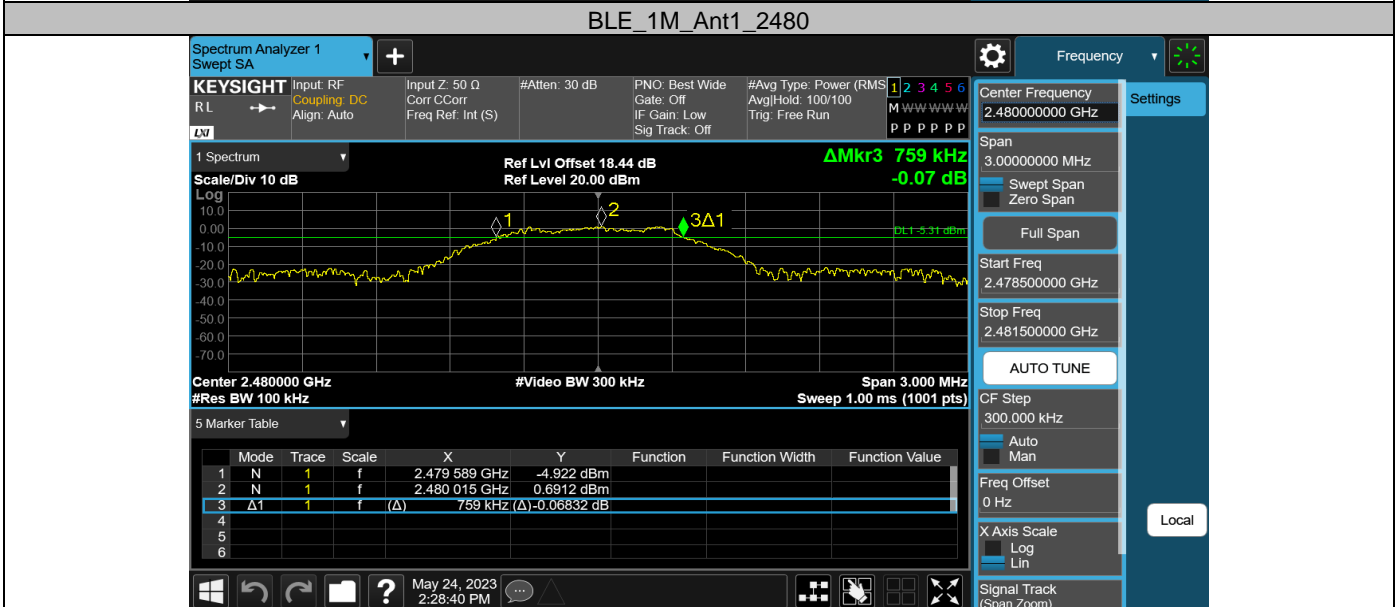 BLE_1M_Ant1_2480
Spectrum Analyzer 1
Swept SA
Frequency
KEYSIGHT
RL
LXI
Input: RF
Coupling: DC
Align: Auto
Input Z: 50 Ω
Corr CCorr
Freq Ref: Int (S)
#Atten: 30 dB
PNO: Best Wide
Gate: Off
IF Gain: Low
Sig Track: Off
#Avg Type: Power (RMS
Avg|Hold: 100/100
Trig: Free Run
1 2 3 4 5 6
M W W W W W
P P P P P P
1 Spectrum
Scale/Div 10 dB
Ref Lvl Offset 18.44 dB
Ref Level 20.00 dBm
ΔMkr3 759 kHz
-0.07 dB
Log
10.0
0.00
-10.0
-20.0
-30.0
-40.0
-50.0
-60.0
-70.0
1
2
3Δ1
DL1 -5.31 dBm
Center 2.480000 GHz
#Video BW 300 kHz
Span 3.000 MHz
#Res BW 100 kHz
Sweep 1.00 ms (1001 pts)
5 Marker Table
Mode Trace Scale X Y Function Function Width Function Value
1 N 1 f 2.479 589 GHz -4.922 dBm
2 N 1 f 2.480 015 GHz 0.6912 dBm
3 Δ1 1 f (Δ) 759 kHz (Δ) -0.06832 dB
4
5
6
May 24, 2023
2:28:40 PM
?
Center Frequency
2.480000000 GHz
Span
3.00000000 MHz
Swept Span
Zero Span
Full Span
Start Freq
2.478500000 GHz
Stop Freq
2.481500000 GHz
AUTO TUNE
CF Step
300.000 kHz
Auto
Man
Freq Offset
0 Hz
X Axis Scale
Log
Lin
Signal Track
(Span Zoom)
Settings
Local